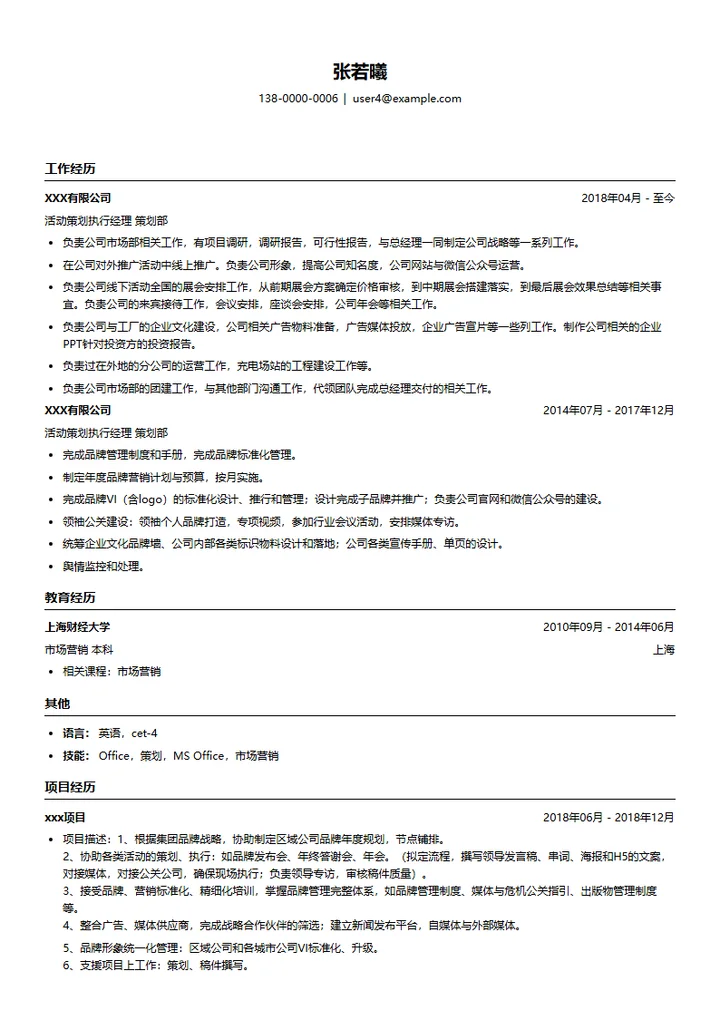 张若曦
138-0000-0006 | user4@example.com
工作经历
XXX有限公司 2018年04月 - 至今
活动策划执行经理 策划部
• 负责公司市场部相关工作，有项目调研，调研报告，可行性报告，与总经理一同制定公司战略等一系列工作。
• 在公司对外推广活动中线上推广。负责公司形象，提高公司知名度，公司网站与微信公众号运营。
• 负责公司线下活动全国的展会安排工作，从前期展会方案确定价格审核，到中期展会搭建落实，到最后展会效果总结等相关事
宜。负责公司的来宾接待工作，会议安排，座谈会安排，公司年会等相关工作。
• 负责公司与工厂的企业文化建设，公司相关广告物料准备，广告媒体投放，企业广告宣片等一些列工作。制作公司相关的企业
PPT针对投资方的投资报告。
• 负责过在外地的分公司的运营工作，充电场站的工程建设工作等。
• 负责公司市场部的团建工作，与其他部门沟通工作，代领团队完成总经理交付的相关工作。
XXX有限公司 2014年07月 - 2017年12月
活动策划执行经理 策划部
• 完成品牌管理制度和手册，完成品牌标准化管理。
• 制定年度品牌营销计划与预算，按月实施。
• 完成品牌VI（含logo）的标准化设计、推行和管理；设计完成子品牌并推广；负责公司官网和微信公众号的建设。
• 领袖公关建设：领袖个人品牌打造，专项视频，参加行业会议活动，安排媒体专访。
• 统筹企业文化品牌墙、公司内部各类标识物料设计和落地；公司各类宣传手册、单页的设计。
• 舆情监控和处理。
教育经历
上海财经大学 2010年09月 - 2014年06月
市场营销 本科 上海
• 相关课程：市场营销
其他
• 语言： 英语，cet-4
• 技能： Office，策划，MS Office，市场营销
项目经历
xxx项目 2018年06月 - 2018年12月
• 项目描述：1、根据集团品牌战略，协助制定区域公司品牌年度规划，节点铺排。
2、协助各类活动的策划、执行：如品牌发布会、年终答谢会、年会。（拟定流程，撰写领导发言稿、串词、海报和H5的文案，
对接媒体，对接公关公司，确保现场执行；负责领导专访，审核稿件质量）。
3、接受品牌、营销标准化、精细化培训，掌握品牌管理完整体系，如品牌管理制度、媒体与危机公关指引、出版物管理制度
等。
4、整合广告、媒体供应商，完成战略合作伙伴的筛选；建立新闻发布平台，自媒体与外部媒体。
5、品牌形象统一化管理：区域公司和各城市公司VI标准化、升级。
6、支援项目上工作：策划、稿件撰写。